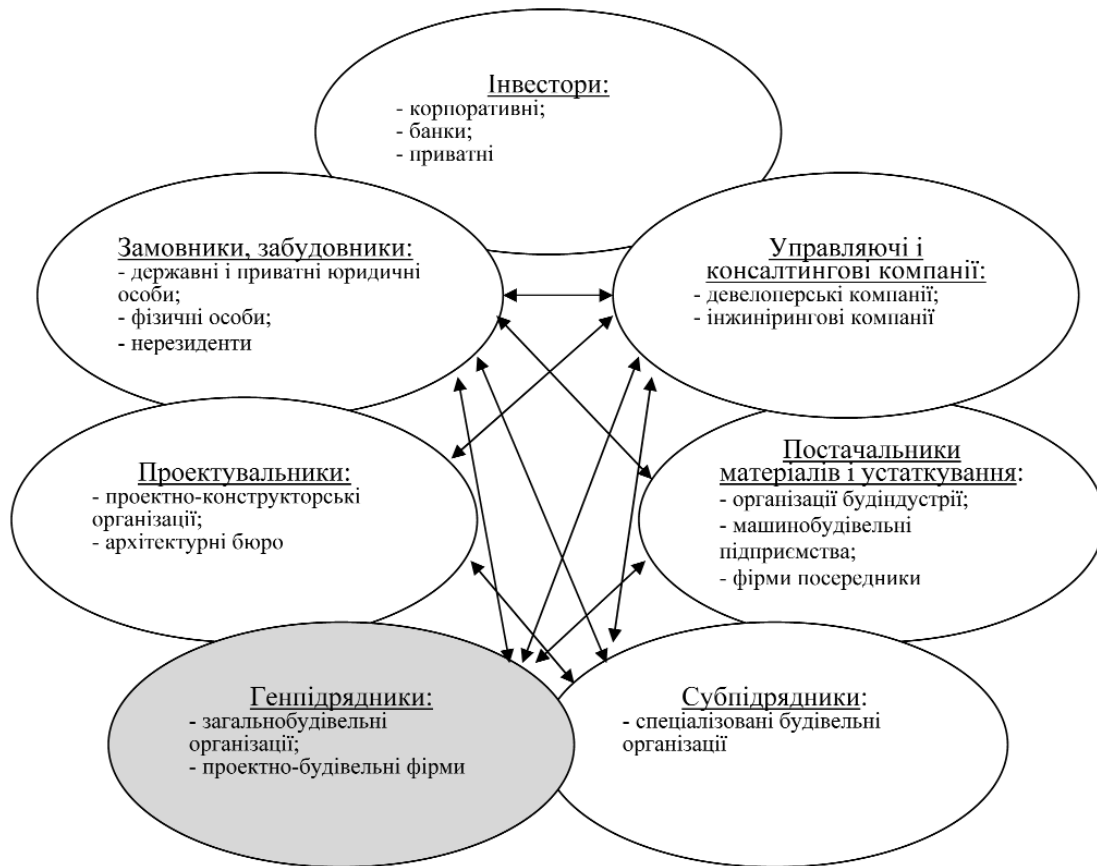 Інвестори:
- корпоративні;
- банки;
- приватні
Замовники, забудовники:
- державні і приватні юридичні
особи;
- фізичні особи;
- нерезиденти
Управляючі і
консалтингові компанії:
- девелоперські компанії;
- інжинірингові компанії
Проектувальники:
- проектно-конструкторські
організації;
- архітектурні бюро
Постачальники
матеріалів і устаткування:
- організації будіндустрії;
- машинобудівельні
підприємства;
- фірми посередники
Генпідрядники:
- загальнобудівельні
організації;
- проектно-будівельні фірми
Субпідрядники:
- спеціалізовані будівельні
організації